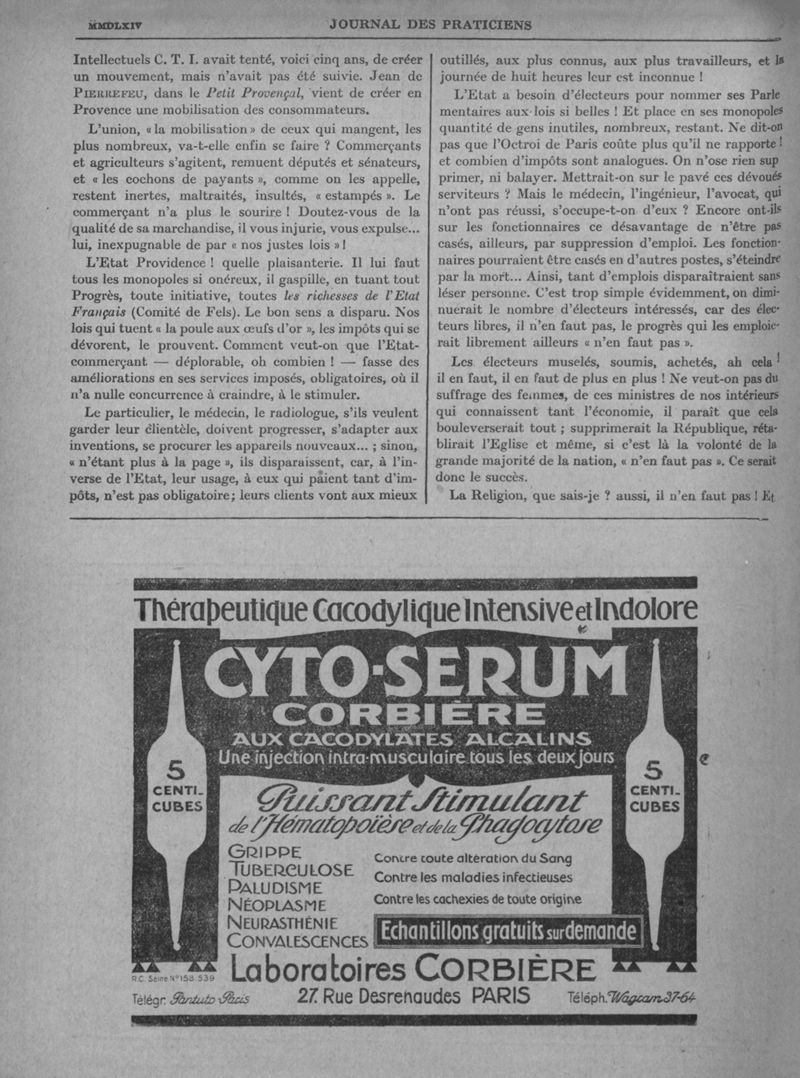 MMDLXIV
JOURNAL DES PRATICIENS
Intellectuels C. T. I. avait tenté, voici cinq ans, de créer
un mouvement, mais n'avait pas été suivie. Jean de
PIERREFEU, dans le Petit Provençal, vient de créer en
Provence une mobilisation des consommateurs.
L'union, « la mobilisation » de ceux qui mangent, les
plus nombreux, va-t-elle enfin se faire ? Commerçants
et agriculteurs s'agitent, remuent députés et sénateurs,
et « les cochons de payants », comme on les appelle,
restent inertes, maltraités, insultés, « estampés ». Le
commerçant n'a plus le sourire ! Doutez-vous de la
qualité de sa marchandise, il vous injurie, vous expulse...
lui, inexpugnable de par « nos justes lois » !
L'Etat Providence ! quelle plaisanterie. Il lui faut
tous les monopoles si onéreux, il gaspille, en tuant tout
Progrès, toute initiative, toutes les richesses de l'Etat
Français (Comité de Fels). Le bon sens a disparu. Nos
lois qui tuent « la poule aux œufs d'or », les impôts qui se
dévorent, le prouvent. Comment veut-on que l'Etat-
commerçant — déplorable, oh combien ! — fasse des
améliorations en ses services imposés, obligatoires, où il
n'a nulle concurrence à craindre, à le stimuler.
Le particulier, le médecin, le radiologue, s'ils veulent
garder leur clientèle, doivent progresser, s'adapter aux
inventions, se procurer les appareils nouveaux... ; sinon,
« n'étant plus à la page », ils disparaissent, car, à l'in-
verse de l'Etat, leur usage, à eux qui paient tant d'im-
pôts, n'est pas obligatoire; leurs clients vont aux mieux
outillés, aux plus connus, aux plus travailleurs, et la
journée de huit heures leur est inconnue !
L'Etat a besoin d'électeurs pour nommer ses Parle
mentaires aux lois si belles ! Et place en ses monopoles
quantité de gens inutiles, nombreux, restant. Ne dit-on
pas que l'Octroi de Paris coûte plus qu'il ne rapporte !
et combien d'impôts sont analogues. On n'ose rien sup
primer, ni balayer. Mettrait-on sur le pavé ces dévoués
serviteurs ? Mais le médecin, l'ingénieur, l'avocat, qui
n'ont pas réussi, s'occupe-t-on d'eux ? Encore ont-ils
sur les fonctionnaires ce désavantage de n'être pas
casés, ailleurs, par suppression d'emploi. Les fonction-
naires pourraient être casés en d'autres postes, s'éteindre
par la mort... Ainsi, tant d'emplois disparaîtraient sans
léser personne. C'est trop simple évidemment, on dimi-
nuerait le nombre d'électeurs intéressés, car des élec-
teurs libres, il n'en faut pas, le progrès qui les emploie-
rait librement ailleurs « n'en faut pas ».
Les électeurs muselés, soumis, achetés, ah cela !
il en faut, il en faut de plus en plus ! Ne veut-on pas du
suffrage des femmes, de ces ministres de nos intérieurs
qui connaissent tant l'économie, il paraît que cela
bouleverserait tout ; supprimerait la République, réta-
blirait l'Eglise et même, si c'est là la volonté de la
grande majorité de la nation, « n'en faut pas ». Ce serait
donc le succès.
La Religion, que sais-je ? aussi, il n'en faut pas ! Et
Thérapeutique Cacodylique Intensive et Indolore
CYTO-SERUM
CORBIÈRE
AUX CACODYLATES ALCALINS
Une injection intra-musculaire tous les deux jours
5
CENTI-
CUBES
5
CENTI-
CUBES
Puissant Stimulant
de l'Hématopoïèse et de la Phagocytose
GRIPPE
TUBERCULOSE
PALUDISME
NÉOPLASME
NEURASTHÉNIE
CONVALESCENCES
Contre toute altération du Sang
Contre les maladies infectieuses
Contre les cachexies de toute origine
Echantillons gratuits sur demande
Laboratoires CORBIÈRE
R.C. Seine N° 158.539
Télégr. Pantuto-Paris
27. Rue Desrenaudes PARIS
Téléph. Wagram 37-64